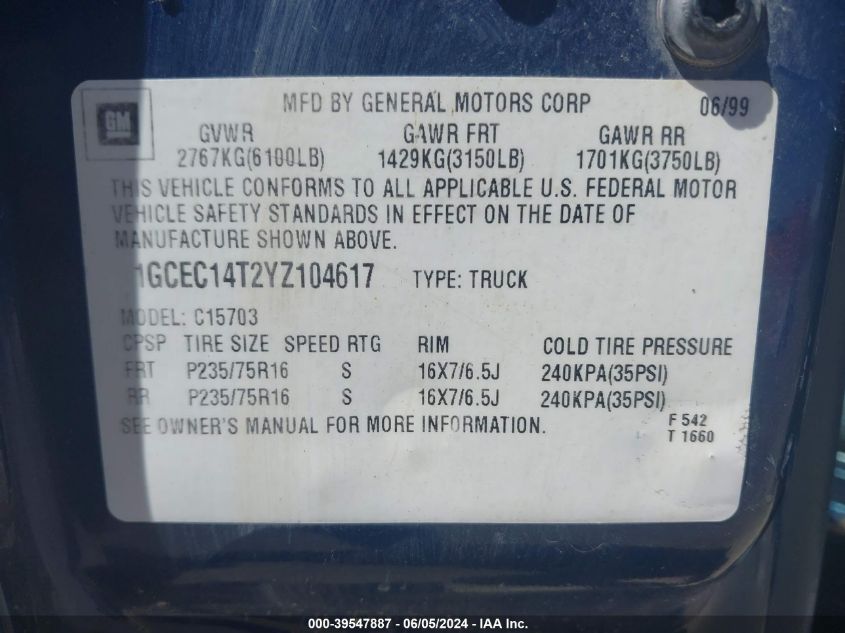 GM
MFD BY GENERAL MOTORS CORP 06/99
GVWR GAWR FRT GAWR RR
2767KG(6100LB) 1429KG(3150LB) 1701KG(3750LB)
THIS VEHICLE CONFORMS TO ALL APPLICABLE U.S. FEDERAL MOTOR
VEHICLE SAFETY STANDARDS IN EFFECT ON THE DATE OF
MANUFACTURE SHOWN ABOVE.
1GCEC14T2YZ104617 TYPE: TRUCK
MODEL: C15703
CPSP TIRE SIZE SPEED RTG RIM COLD TIRE PRESSURE
FRT P235/75R16 S 16X7/6.5J 240KPA(35PSI)
RR P235/75R16 S 16X7/6.5J 240KPA(35PSI)
SEE OWNER'S MANUAL FOR MORE INFORMATION.
F 542
T 1660
000-39547887 - 06/05/2024 - IAA Inc.